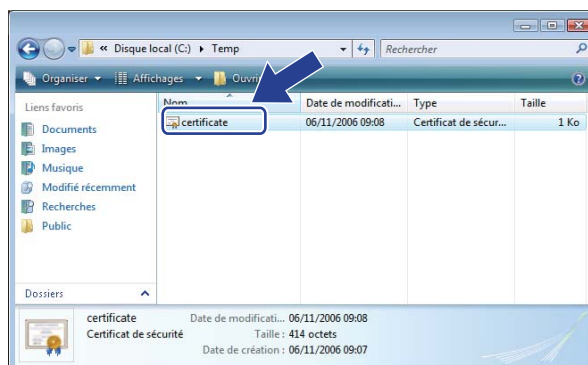 « Disque local (C:) ▸ Temp
Rechercher
Organiser Affichages Ouvrir
Liens favoris
Nom Date de modificati... Type Taille
certificate 06/11/2006 09:08 Certificat de sécur... 1 Ko
Documents
Images
Musique
Modifié récemment
Recherches
Public
Dossiers
certificate Date de modificati... 06/11/2006 09:08
Certificat de sécurité Taille : 414 octets
Date de création : 06/11/2006 09:07